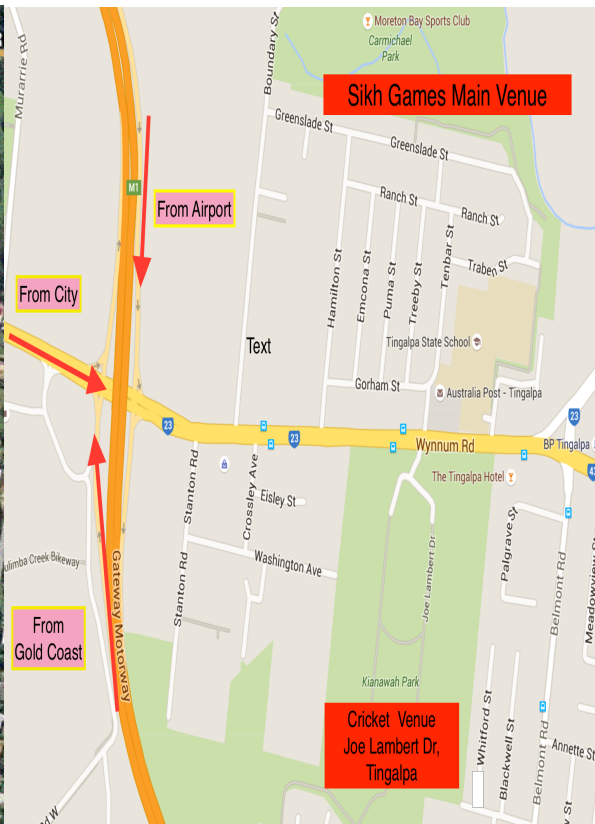 Moreton Bay Sports Club
Carmichael
Park
Murarrie Rd
Boundary St
Sikh Games Main Venue
Greenslade St
Greenslade St
M1
Ranch St
Ranch St
From Airport
Hamilton St
Emcona St
Puma St
Treeby St
Tenbar St
Traben St
From City
Text
Tingalpa State School
Gorham St
Australia Post - Tingalpa
23
23
23
Wynnum Rd
BP Tingalpa
The Tingalpa Hotel
Stanton Rd
Crossley Ave
Eisley St
Palgrave St
Joe Lambert Dr
Belmont Rd
Washington Ave
Gateway Motorway
Stanton Rd
From
Gold Coast
Kianawah Park
Cricket Venue
Joe Lambert Dr,
Tingalpa
Whitford St
Blackwell St
Belmont Rd
Annette St